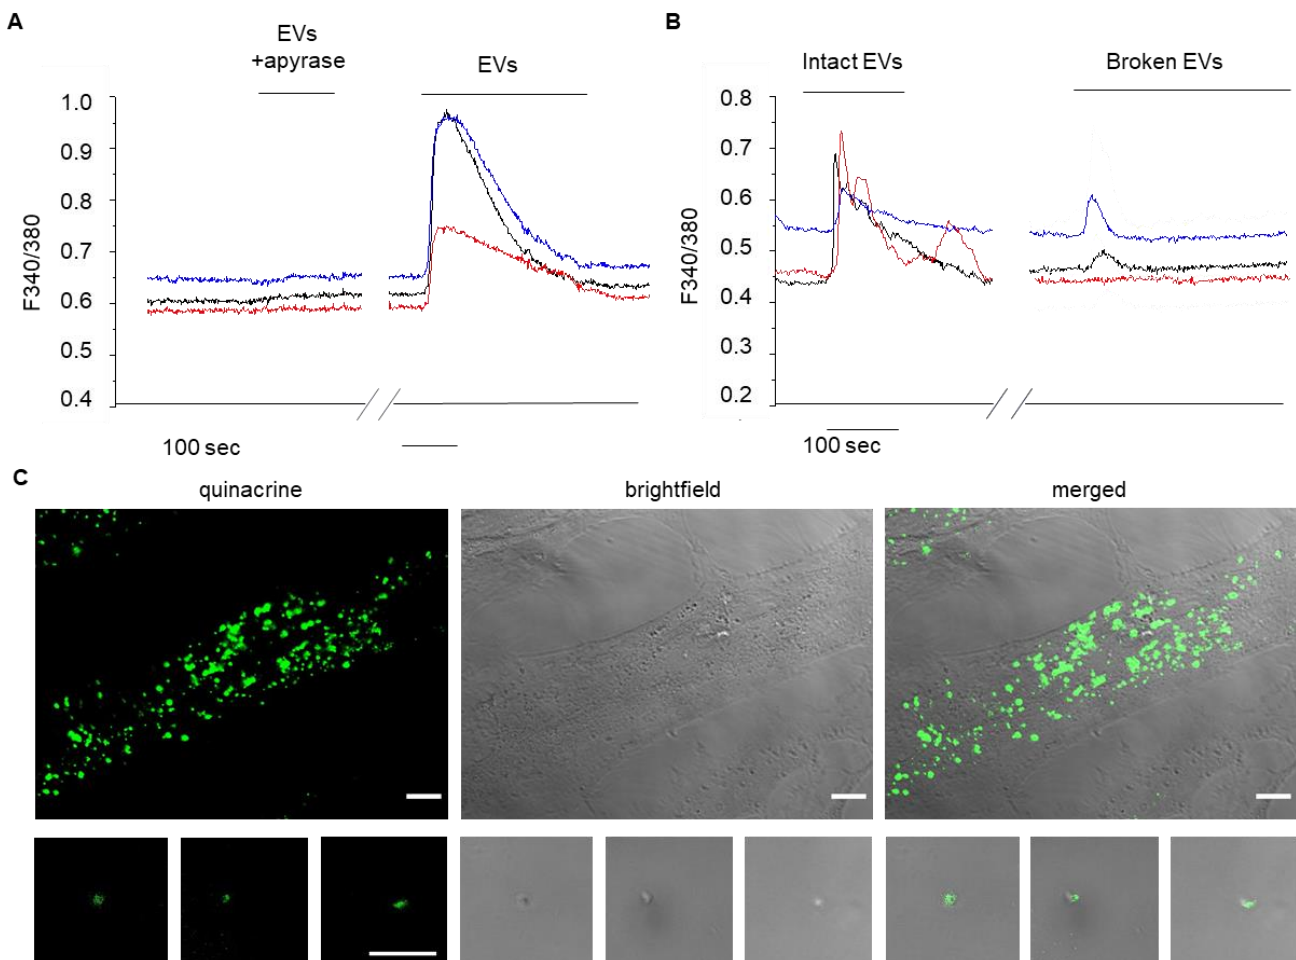 A
EVs
+apyrase
EVs
F340/380
1.0
0.9
0.8
0.7
0.6
0.5
0.4
100 sec
B
Intact EVs
Broken EVs
F340/380
0.8
0.7
0.6
0.5
0.4
0.3
0.2
100 sec
C
quinacrine
brightfield
merged